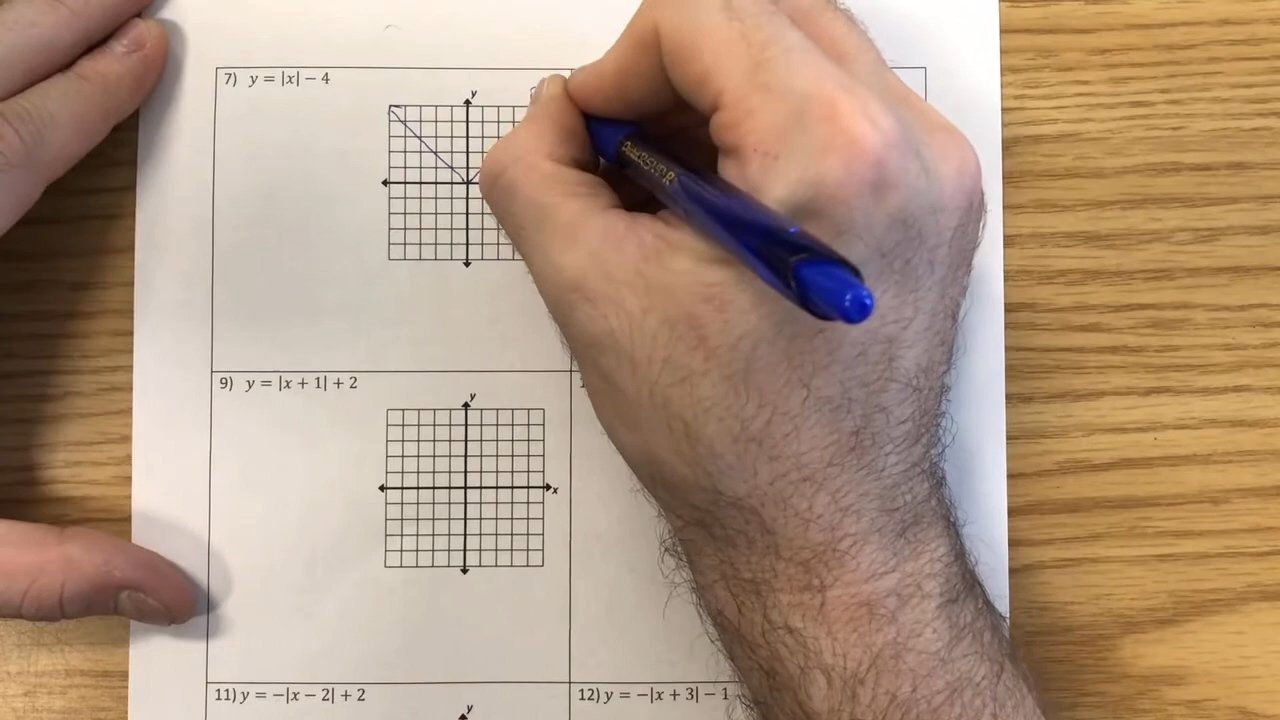 7) y = |x| − 4
y
9) y = |x + 1| + 2
y
x
11) y = −|x − 2| + 2
y
12) y = −|x + 3| − 1